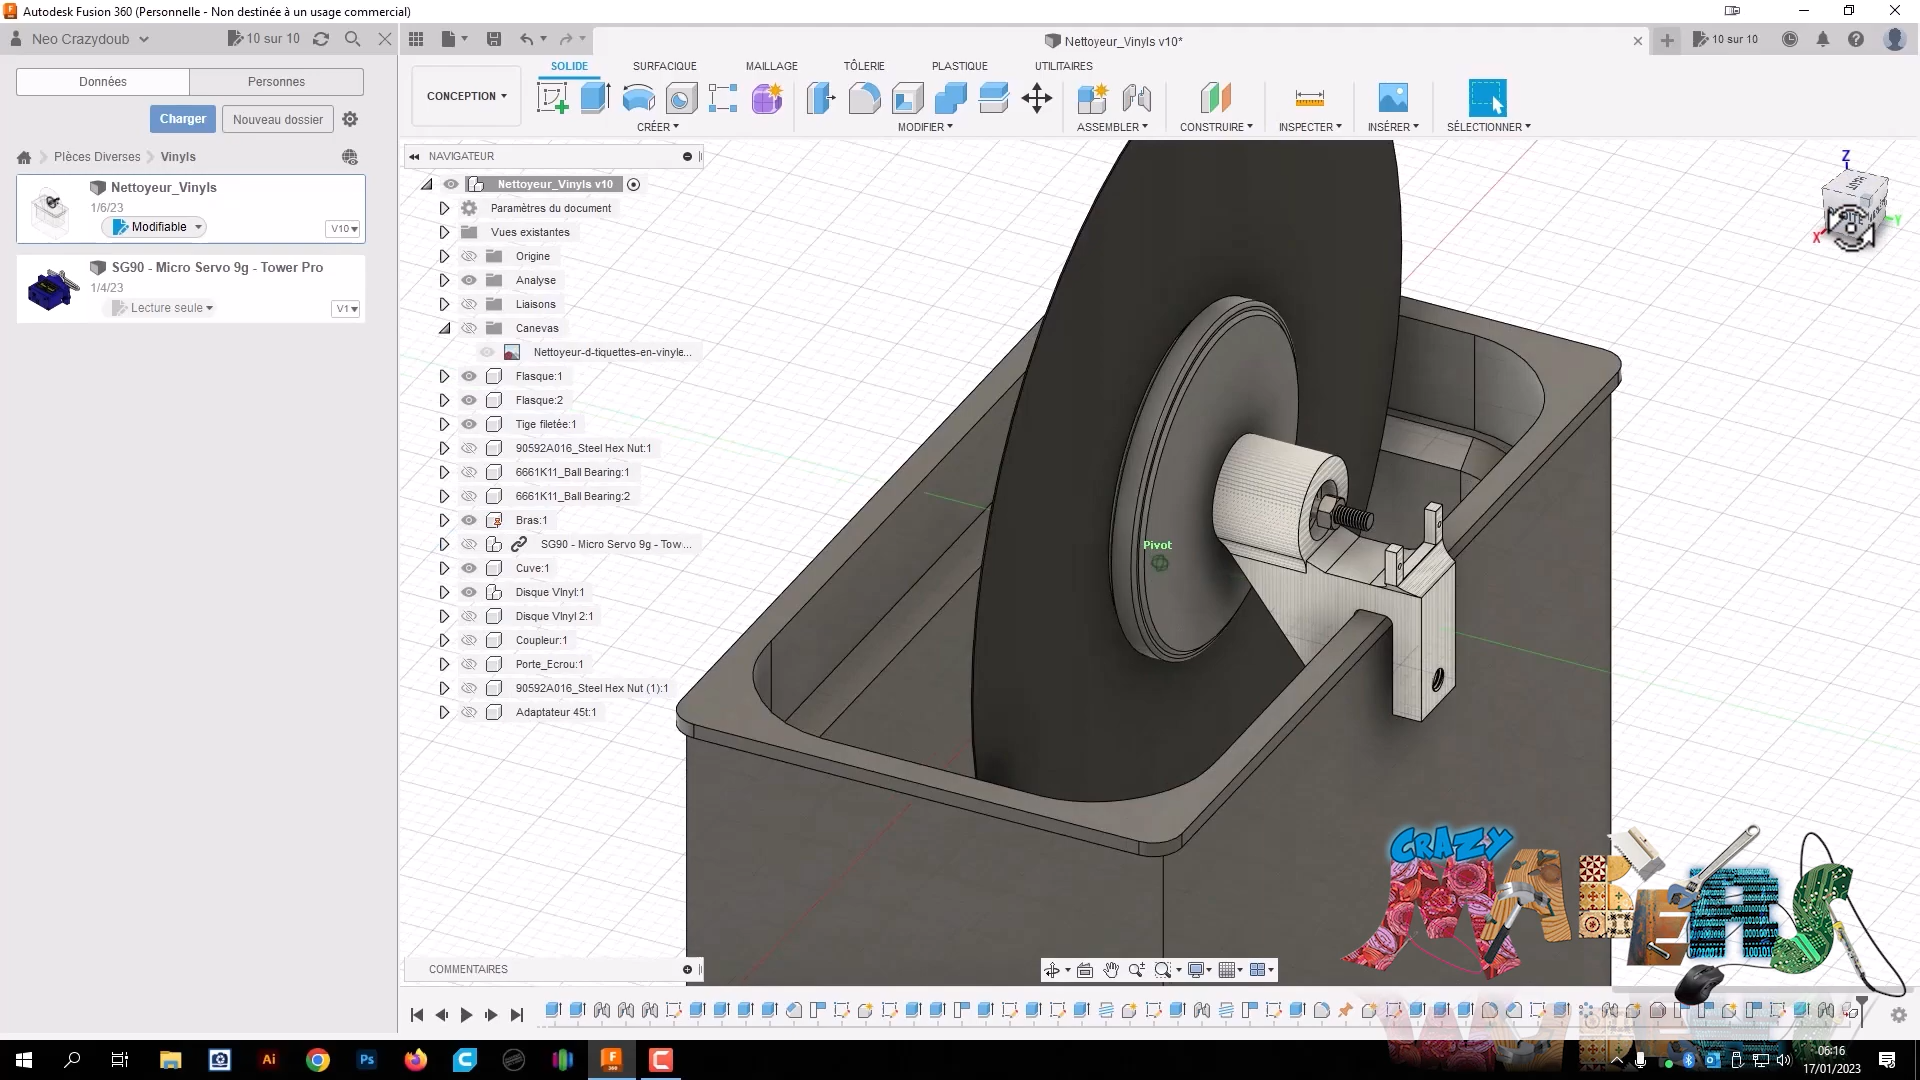 Autodesk Fusion 360 (Personnelle - Non destinée à un usage commercial)
Neo Crazydoub
10 sur 10
Nettoyeur_Vinyls v10*
10 sur 10
Données
Personnes
Charger
Nouveau dossier
Plèces Diverses
Vinyls
Nettoyeur_Vinyls
1/6/23
Modifiable
V10
SG90 - Micro Servo 9g - Tower Pro
1/4/23
Lecture seule
V1
CONCEPTION
SOLIDE
SURFACIQUE
MAILLAGE
TÔLERIE
PLASTIQUE
UTILITAIRES
CRÉER
MODIFIER
ASSEMBLER
CONSTRUIRE
INSPECTER
INSÉRER
SÉLECTIONNER
NAVIGATEUR
Nettoyeur_Vinyls v10
Paramètres du document
Vues existantes
Origine
Analyse
Liaisons
Canevas
Nettoyeur-d-tiquettes-en-vinyle...
Flasque:1
Flasque:2
Tige filetée:1
90592A016_Steel Hex Nut:1
6661K11_Ball Bearing:1
6661K11_Ball Bearing:2
Bras:1
SG90 - Micro Servo 9g - Tow...
Cuve:1
Disque VInyl:1
Disque VInyl 2:1
Coupleur:1
Porte_Ecrou:1
90592A016_Steel Hex Nut (1):1
Adaptateur 45t:1
Pivot
Z
HAUT
X
Y
CRAZY
MAKEAS
COMMENTAIRES
Ai
Ps
06:16
17/01/2023